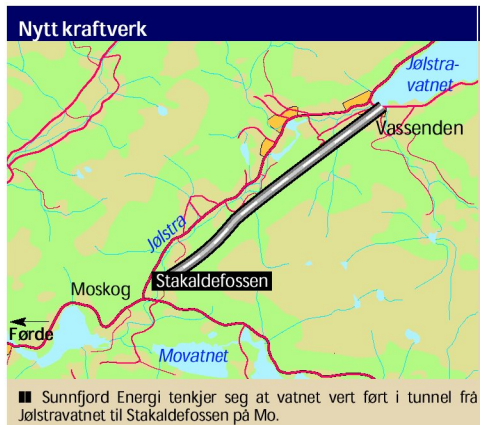 Nytt kraftverk
Jølstra-
vatnet
Vassenden
Jølstra
Stakaldefossen
Moskog
Førde
Movatnet
Sunnfjord Energi tenkjer seg at vatnet vert ført i tunnel frå
Jølstravatnet til Stakaldefossen på Mo.